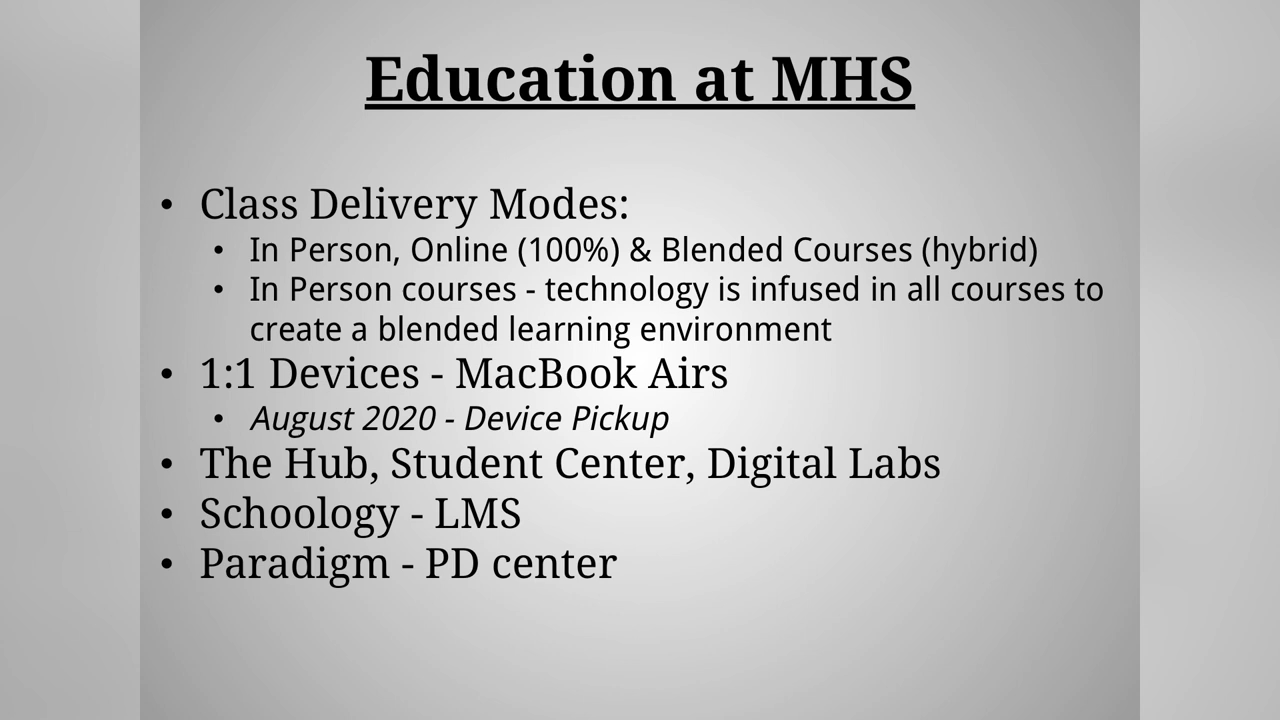 Education at MHS
• Class Delivery Modes:
• In Person, Online (100%) & Blended Courses (hybrid)
• In Person courses - technology is infused in all courses to
create a blended learning environment
• 1:1 Devices - MacBook Airs
• August 2020 - Device Pickup
• The Hub, Student Center, Digital Labs
• Schoology - LMS
• Paradigm - PD center